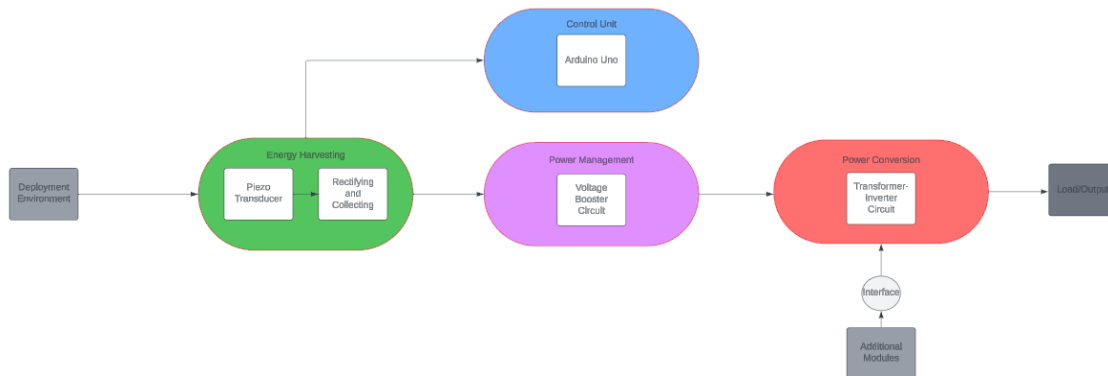 Control Unit
Arduino Uno
Energy Harvesting
Piezo
Transducer
Rectifying
and
Collecting
Power Management
Voltage
Booster
Circuit
Power Conversion
Transformer-
Inverter
Circuit
Deployment
Environment
Load/Output
Interface
Additional
Modules